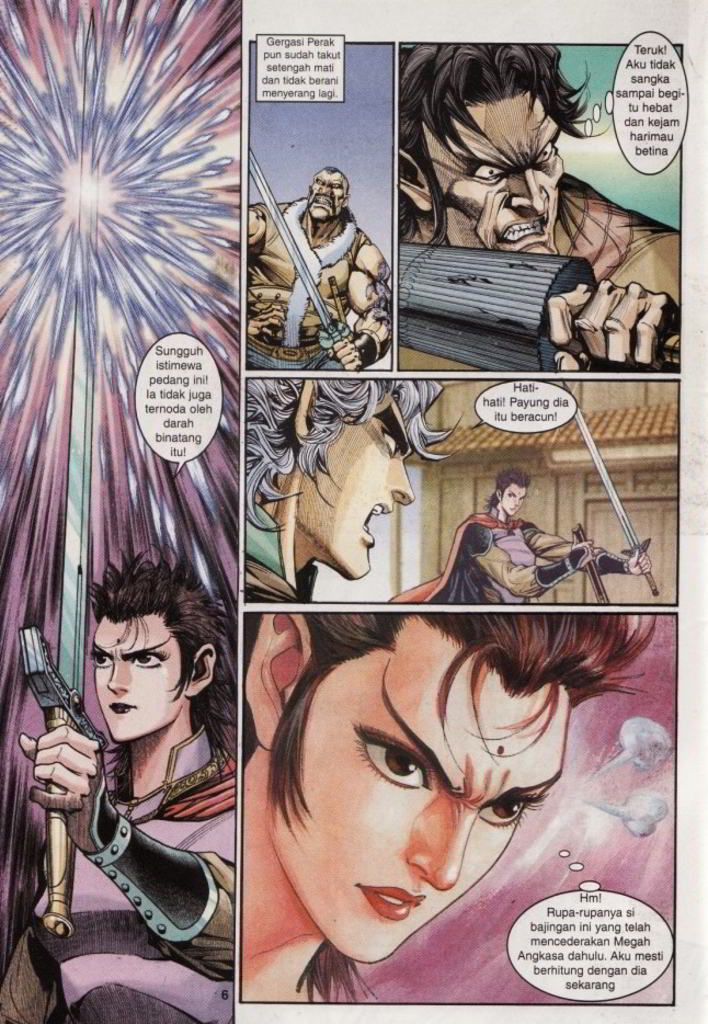 Sungguh
istimewa
pedang ini!
Ia tidak juga
ternoda oleh
darah
binatang
itu!
Gergasi Perak
pun sudah takut
setengah mati
dan tidak berani
menyerang lagi.
Teruk!
Aku tidak
sangka
sampai begi-
tu hebat
dan kejam
harimau
betina
Hati-
hati! Payung dia
itu beracun!
Hm!
Rupa-rupanya si
bajingan ini yang telah
mencederakan Megah
Angkasa dahulu. Aku mesti
berhitung dengan dia
sekarang
6